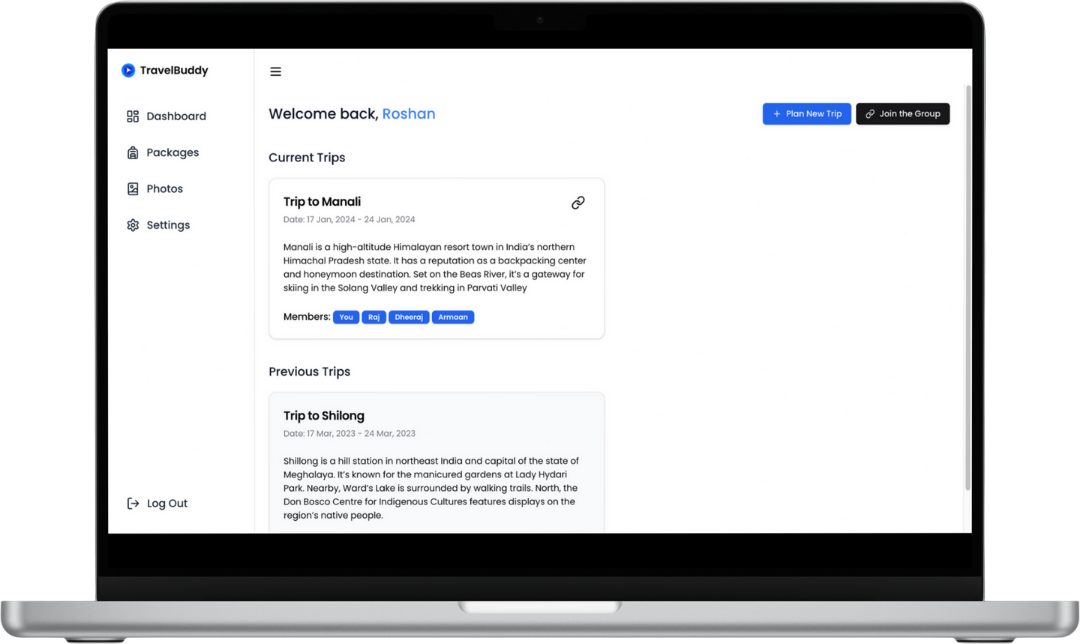 TravelBuddy
Dashboard
Packages
Photos
Settings
Log Out
Welcome back, Roshan
+ Plan New Trip
Join the Group
Current Trips
Trip to Manali
Date: 17 Jan, 2024 - 24 Jan, 2024
Manali is a high-altitude Himalayan resort town in India's northern
Himachal Pradesh state. It has a reputation as a backpacking center
and honeymoon destination. Set on the Beas River, it's a gateway for
skiing in the Solang Valley and trekking in Parvati Valley
Members: You Raj Dheeraj Armaan
Previous Trips
Trip to Shilong
Date: 17 Mar, 2023 - 24 Mar, 2023
Shillong is a hill station in northeast India and capital of the state of
Meghalaya. It's known for the manicured gardens at Lady Hydari
Park. Nearby, Ward's Lake is surrounded by walking trails. North, the
Don Bosco Centre for Indigenous Cultures features displays on the
region's native people.